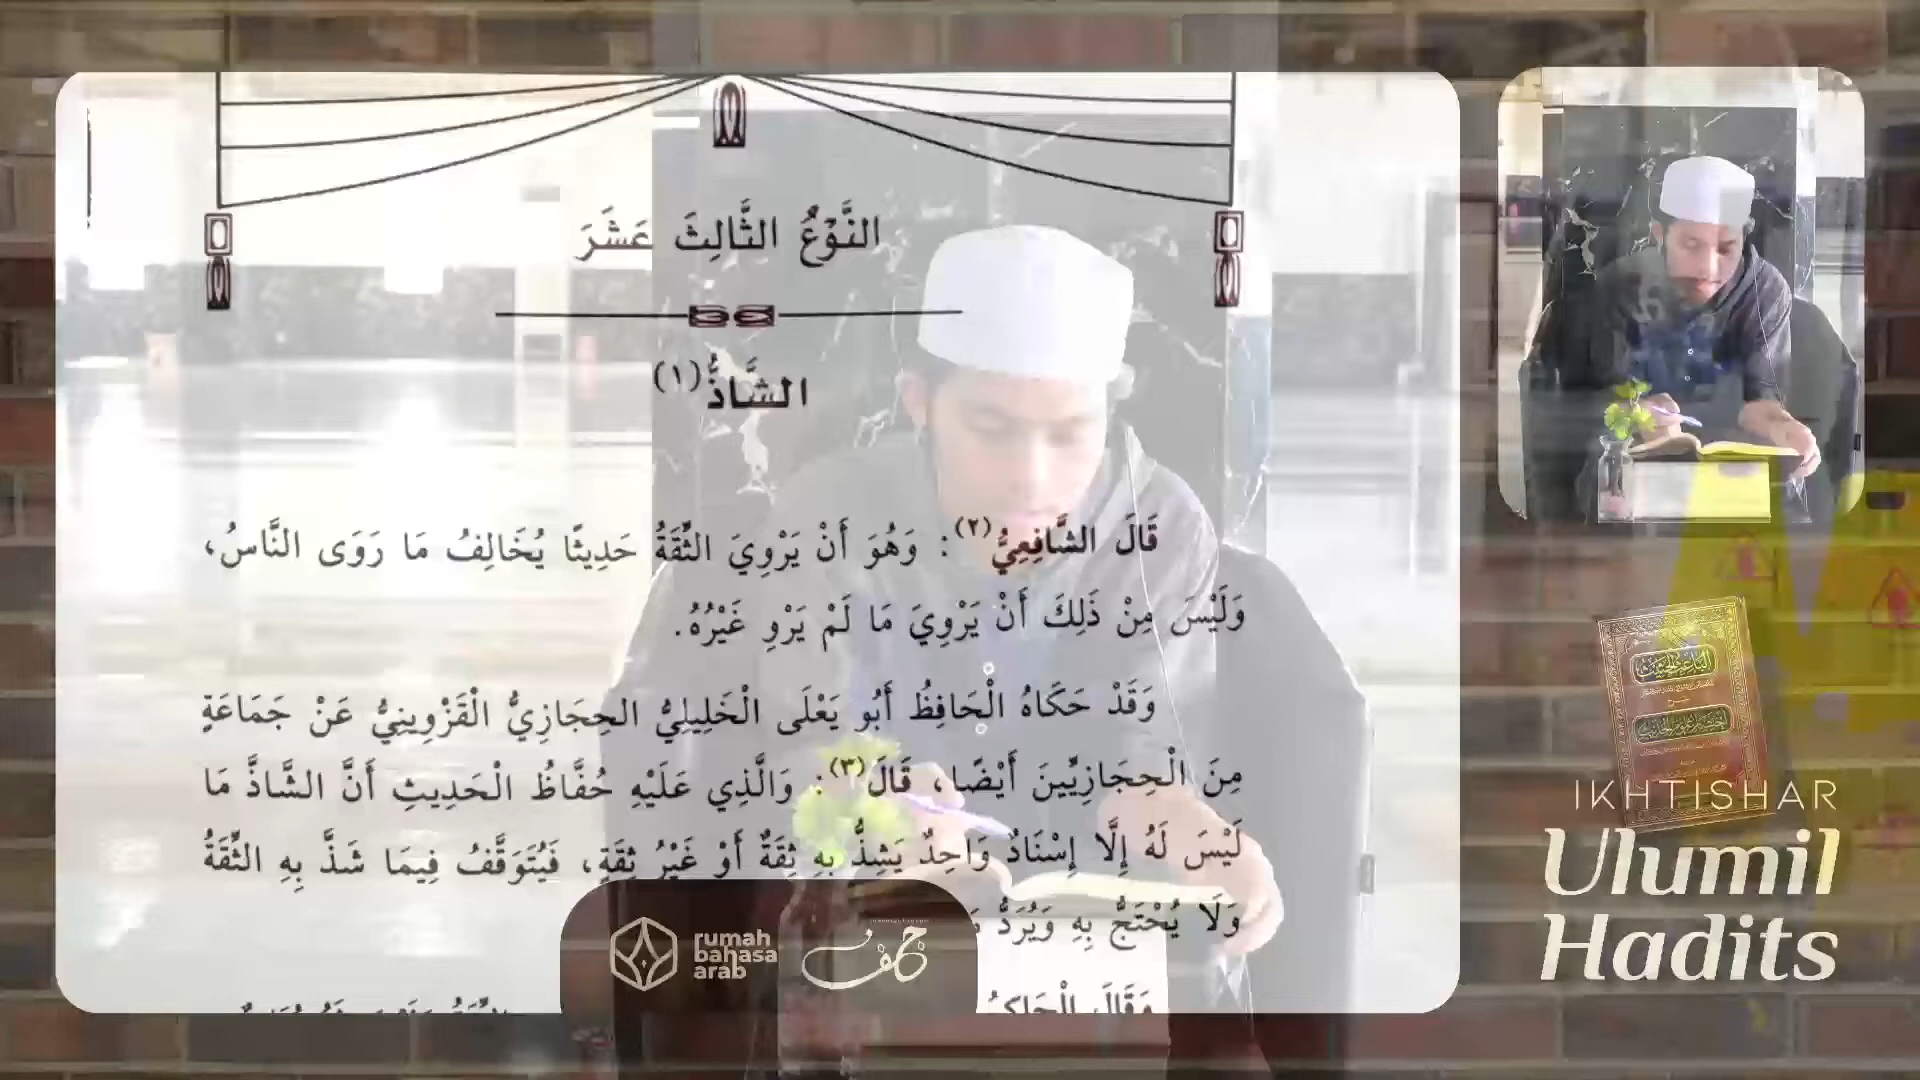 النَّوْعُ الثَّالِثَ عَشَرَ
الشَّاذُّ(١)
قَالَ الشَّافِعِيُّ(٢): وَهُوَ أَنْ يَرْوِيَ الثِّقَةُ حَدِيثًا يُخَالِفُ مَا رَوَى النَّاسُ،
وَلَيْسَ مِنْ ذَلِكَ أَنْ يَرْوِيَ مَا لَمْ يَرْوِ غَيْرُهُ.
وَقَدْ حَكَاهُ الْحَافِظُ أَبُو يَعْلَى الْخَلِيلِيُّ الحِجَازِيُّ الْقَزْوِينِيُّ عَنْ جَمَاعَةٍ
مِنَ الْحِجَازِيِّينَ أَيْضًا، قَالَ(٣): وَالَّذِي عَلَيْهِ حُفَّاظُ الْحَدِيثِ أَنَّ الشَّاذَّ مَا
لَيْسَ لَهُ إِلَّا إِسْنَادٌ وَاحِدٌ يَشِذُّ بِهِ ثِقَةٌ أَوْ غَيْرُ ثِقَةٍ، فَيُتَوَقَّفُ فِيمَا شَذَّ بِهِ الثِّقَةُ
وَلَا يُحْتَجُّ بِهِ وَيُرَدُّ
وَقَالَ الْحَاكِمُ
rumah
bahasa
arab
IKHTISHAR
Ulumil
Hadits